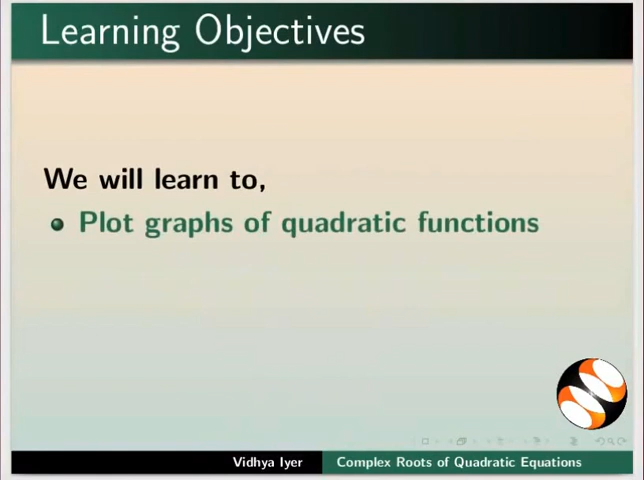 Learning Objectives
We will learn to,
Plot graphs of quadratic functions
Vidhya Iyer
Complex Roots of Quadratic Equations